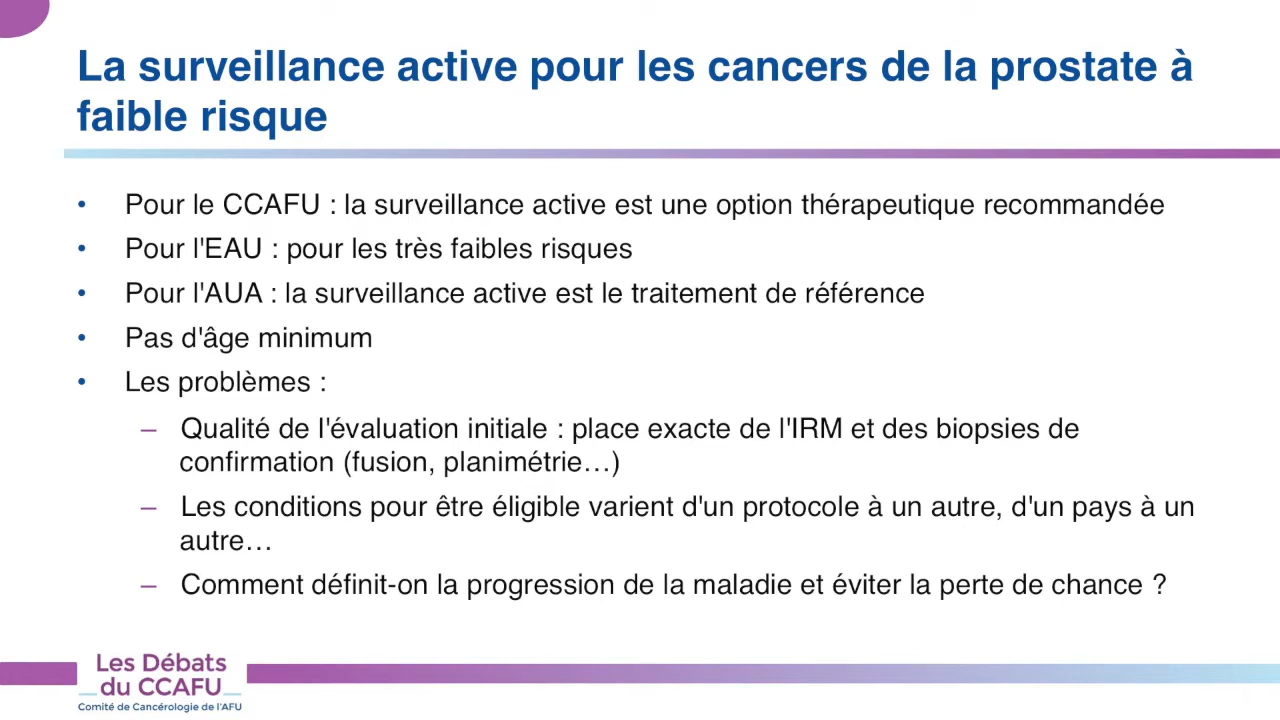 La surveillance active pour les cancers de la prostate à
faible risque
• Pour le CCAFU : la surveillance active est une option thérapeutique recommandée
• Pour l'EAU : pour les très faibles risques
• Pour l'AUA : la surveillance active est le traitement de référence
• Pas d'âge minimum
• Les problèmes :
– Qualité de l'évaluation initiale : place exacte de l'IRM et des biopsies de
confirmation (fusion, planimétrie…)
– Les conditions pour être éligible varient d'un protocole à un autre, d'un pays à un
autre…
– Comment définit-on la progression de la maladie et éviter la perte de chance ?
Les Débats
du CCAFU
Comité de Cancérologie de l'AFU